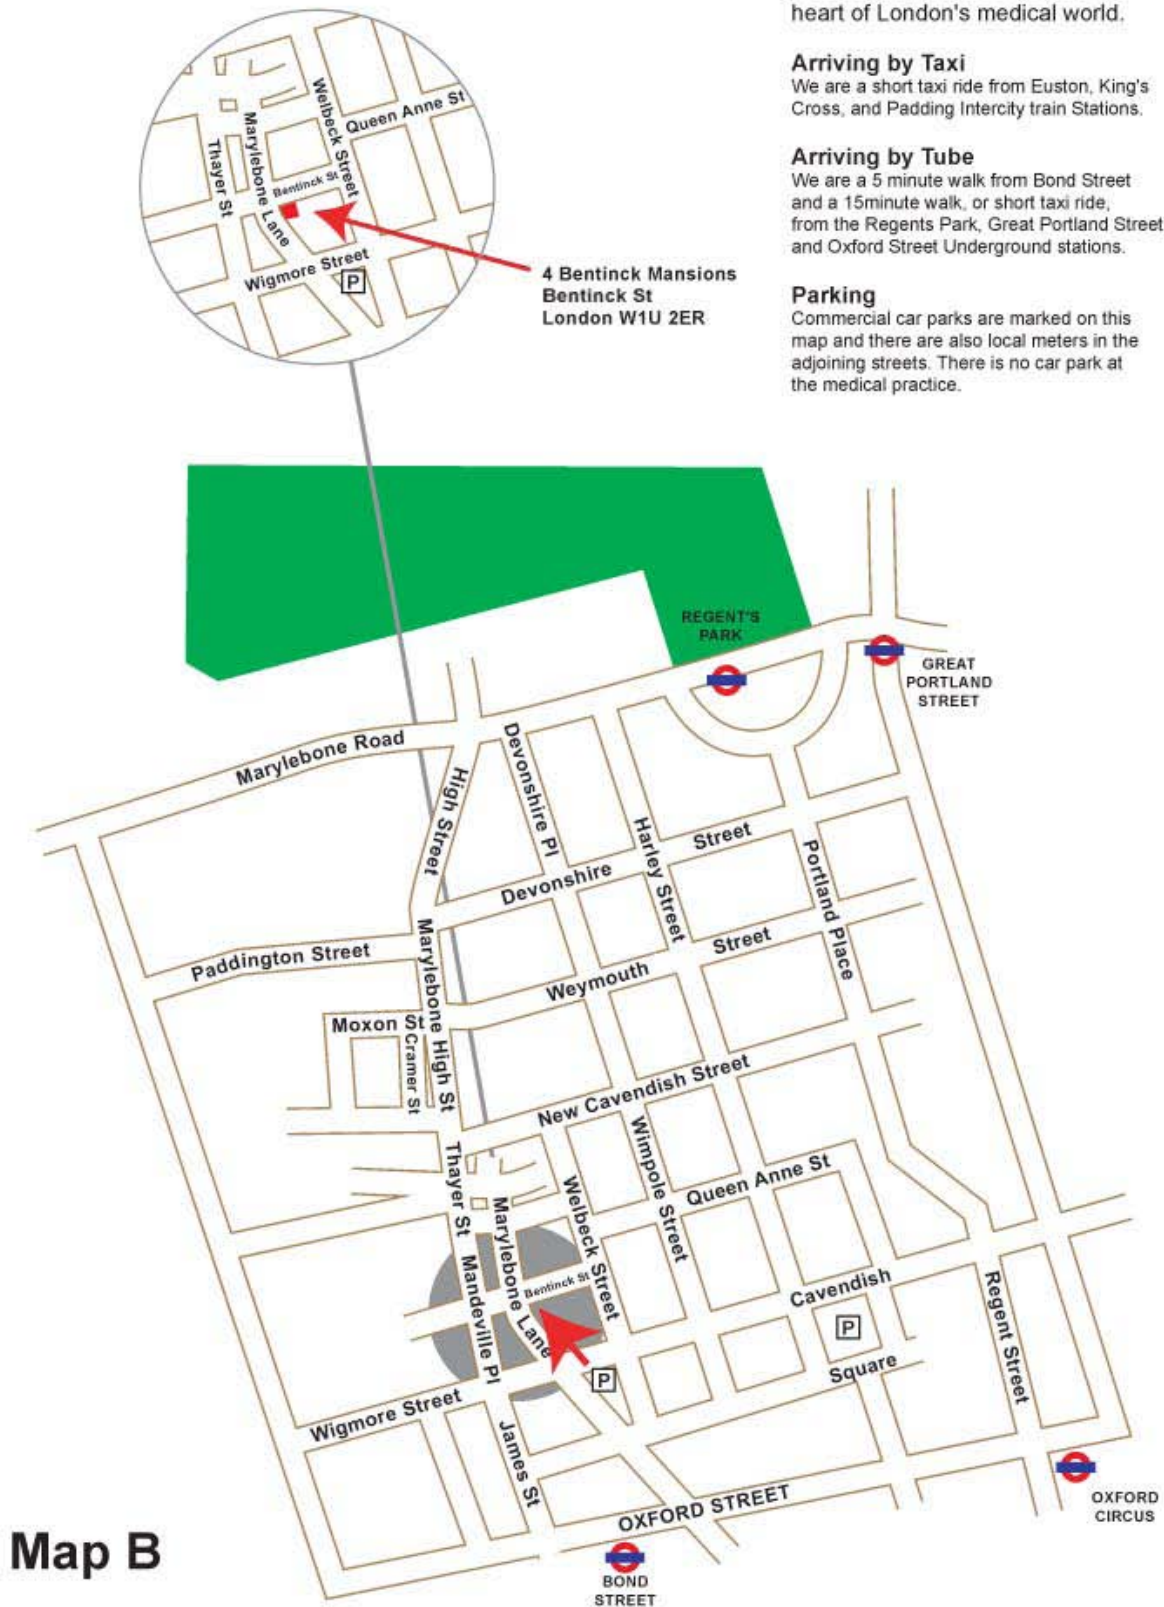 heart of London's medical world.
Arriving by Taxi
We are a short taxi ride from Euston, King's
Cross, and Padding Intercity train Stations.
Arriving by Tube
We are a 5 minute walk from Bond Street
and a 15minute walk, or short taxi ride,
from the Regents Park, Great Portland Street
and Oxford Street Underground stations.
Parking
Commercial car parks are marked on this
map and there are also local meters in the
adjoining streets. There is no car park at
the medical practice.
Welbeck Street
Queen Anne St
Marylebone Lane
Thayer St
Bentinck St
Wigmore Street
P
4 Bentinck Mansions
Bentinck St
London W1U 2ER
REGENT'S
PARK
GREAT
PORTLAND
STREET
Marylebone Road
High Street
Devonshire Pl
Harley Street
Devonshire Street
Portland Place
Paddington Street
Marylebone High St
Weymouth Street
Moxon St
Cramer St
New Cavendish Street
Thayer St
Wimpole Street
Queen Anne St
Welbeck Street
Marylebone Lane
Mandeville Pl
Bentinck St
Cavendish
P
Square
Regent Street
P
Wigmore Street
James St
OXFORD STREET
OXFORD
CIRCUS
BOND
STREET
Map B